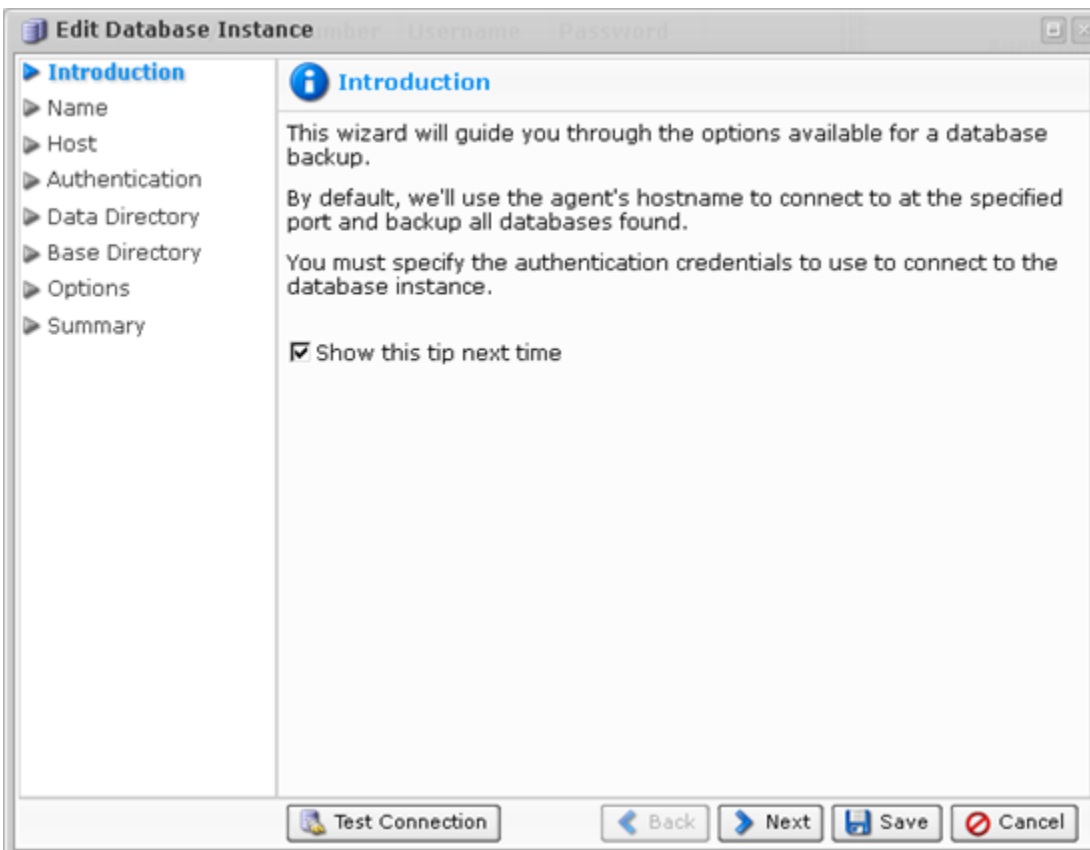 Edit Database Instance
mber Username Password
Introduction
Name
Host
Authentication
Data Directory
Base Directory
Options
Summary
Introduction
This wizard will guide you through the options available for a database
backup.
By default, we'll use the agent's hostname to connect to at the specified
port and backup all databases found.
You must specify the authentication credentials to use to connect to the
database instance.
Show this tip next time
Test Connection
Back
Next
Save
Cancel